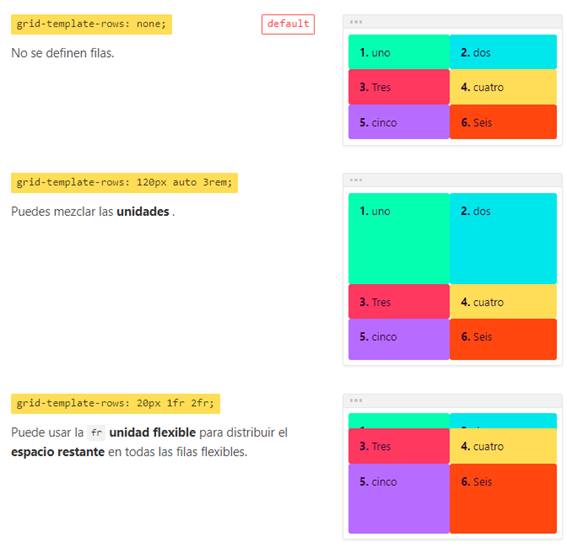 grid-template-rows: none;
default
No se definen filas.
1. uno
2. dos
3. Tres
4. cuatro
5. cinco
6. Seis
grid-template-rows: 120px auto 3rem;
Puedes mezclar las unidades .
1. uno
2. dos
3. Tres
4. cuatro
5. cinco
6. Seis
grid-template-rows: 20px 1fr 2fr;
Puede usar la fr unidad flexible para distribuir el
espacio restante en todas las filas flexibles.
3. Tres
4. cuatro
5. cinco
6. Seis